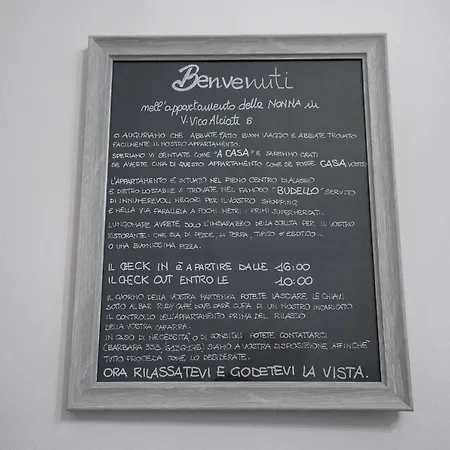 Benvenuti
nell'appartamento della NONNA in
V. Vico Alciati 6
CI AUGURIAMO CHE ABBIATE FATTO BUON VIAGGIO E ABBIATE TROVATO
FACILMENTE IL NOSTRO APPARTAMENTO.
SPERIAMO VI SENTIATE COME "A CASA" E SAREMMO GRATI
SE AVRETE CURA DI QUESTO APPARTAMENTO COME SE FOSSE CASA VOSTRA
L'APPARTAMENTO È SITUATO NEL PIENO CENTRO DI ALASSIO
E DIETRO LO STABILE VI TROVATE NEL FAMOSO "BUDELLO" SERVITO
DI INNUMEREVOLI NEGOZI PER IL VOSTRO SHOPPING
E NELLA VIA PARALLELA A POCHI METRI I PRIMI SUPERMERCATI.
LUNGOMARE AVRETE SOLO L'IMBARAZZO DELLA SCELTA PER IL VOSTRO
RISTORANTE: CHE SIA DI PESCE, DI TERRA, TIPICO O ESOTICO...
O UNA BUONISSIMA PIZZA.
IL CECK IN È A PARTIRE DALLE 16:00
IL CECK OUT ENTRO LE 10:00
IL GIORNO DELLA VOSTRA PARTENZA POTETE LASCIARE LE CHIAVI
SOTTO AL BAR RUDY CAFFÈ DOVE SARÀ CURA DI UN NOSTRO INCARICATO
IL CONTROLLO DELL'APPARTAMENTO PRIMA DEL RILASCIO
DELLA VOSTRA CAPARRA.
IN CASO DI NECESSITÀ O DI CONSIGLI POTETE CONTATTARCI
(BARBARA 333. ) SIAMO A VOSTRA DISPOSIZIONE AFFINCHÈ
TUTTO PROCEDA COME LO DESIDERATE.
ORA RILASSATEVI E GODETEVI LA VISTA.